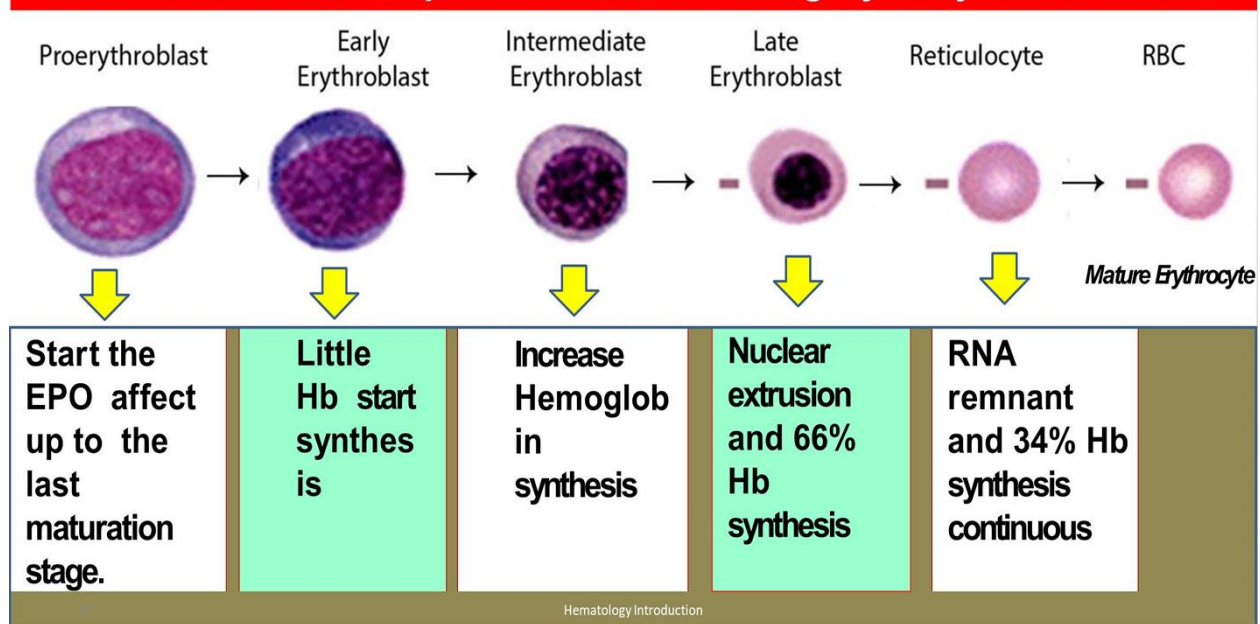 Proerythroblast
Early
Erythroblast
Intermediate
Erythroblast
Late
Erythroblast
Reticulocyte
RBC
Mature Erythrocyte
Start the
EPO affect
up to the
last
maturation
stage.
Little
Hb start
synthes
is
Increase
Hemoglob
in
synthesis
Nuclear
extrusion
and 66%
Hb
synthesis
RNA
remnant
and 34% Hb
synthesis
continuous
Hematology Introduction